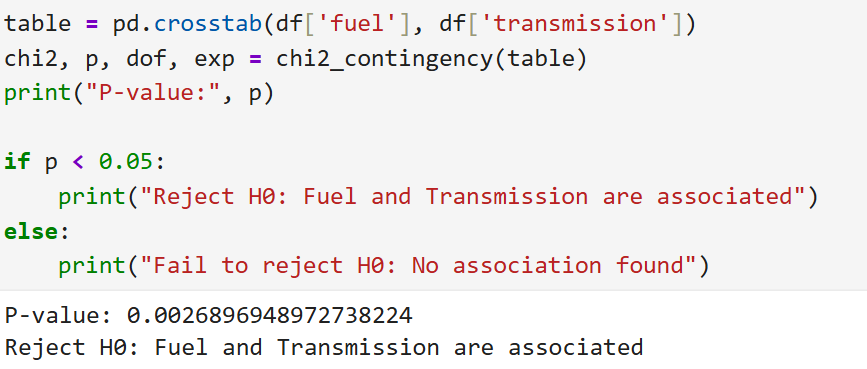 table = pd.crosstab(df['fuel'], df['transmission'])
chi2, p, dof, exp = chi2_contingency(table)
print("P-value:", p)

if p < 0.05:
    print("Reject H0: Fuel and Transmission are associated")
else:
    print("Fail to reject H0: No association found")
P-value: 0.0026896948972738224
Reject H0: Fuel and Transmission are associated